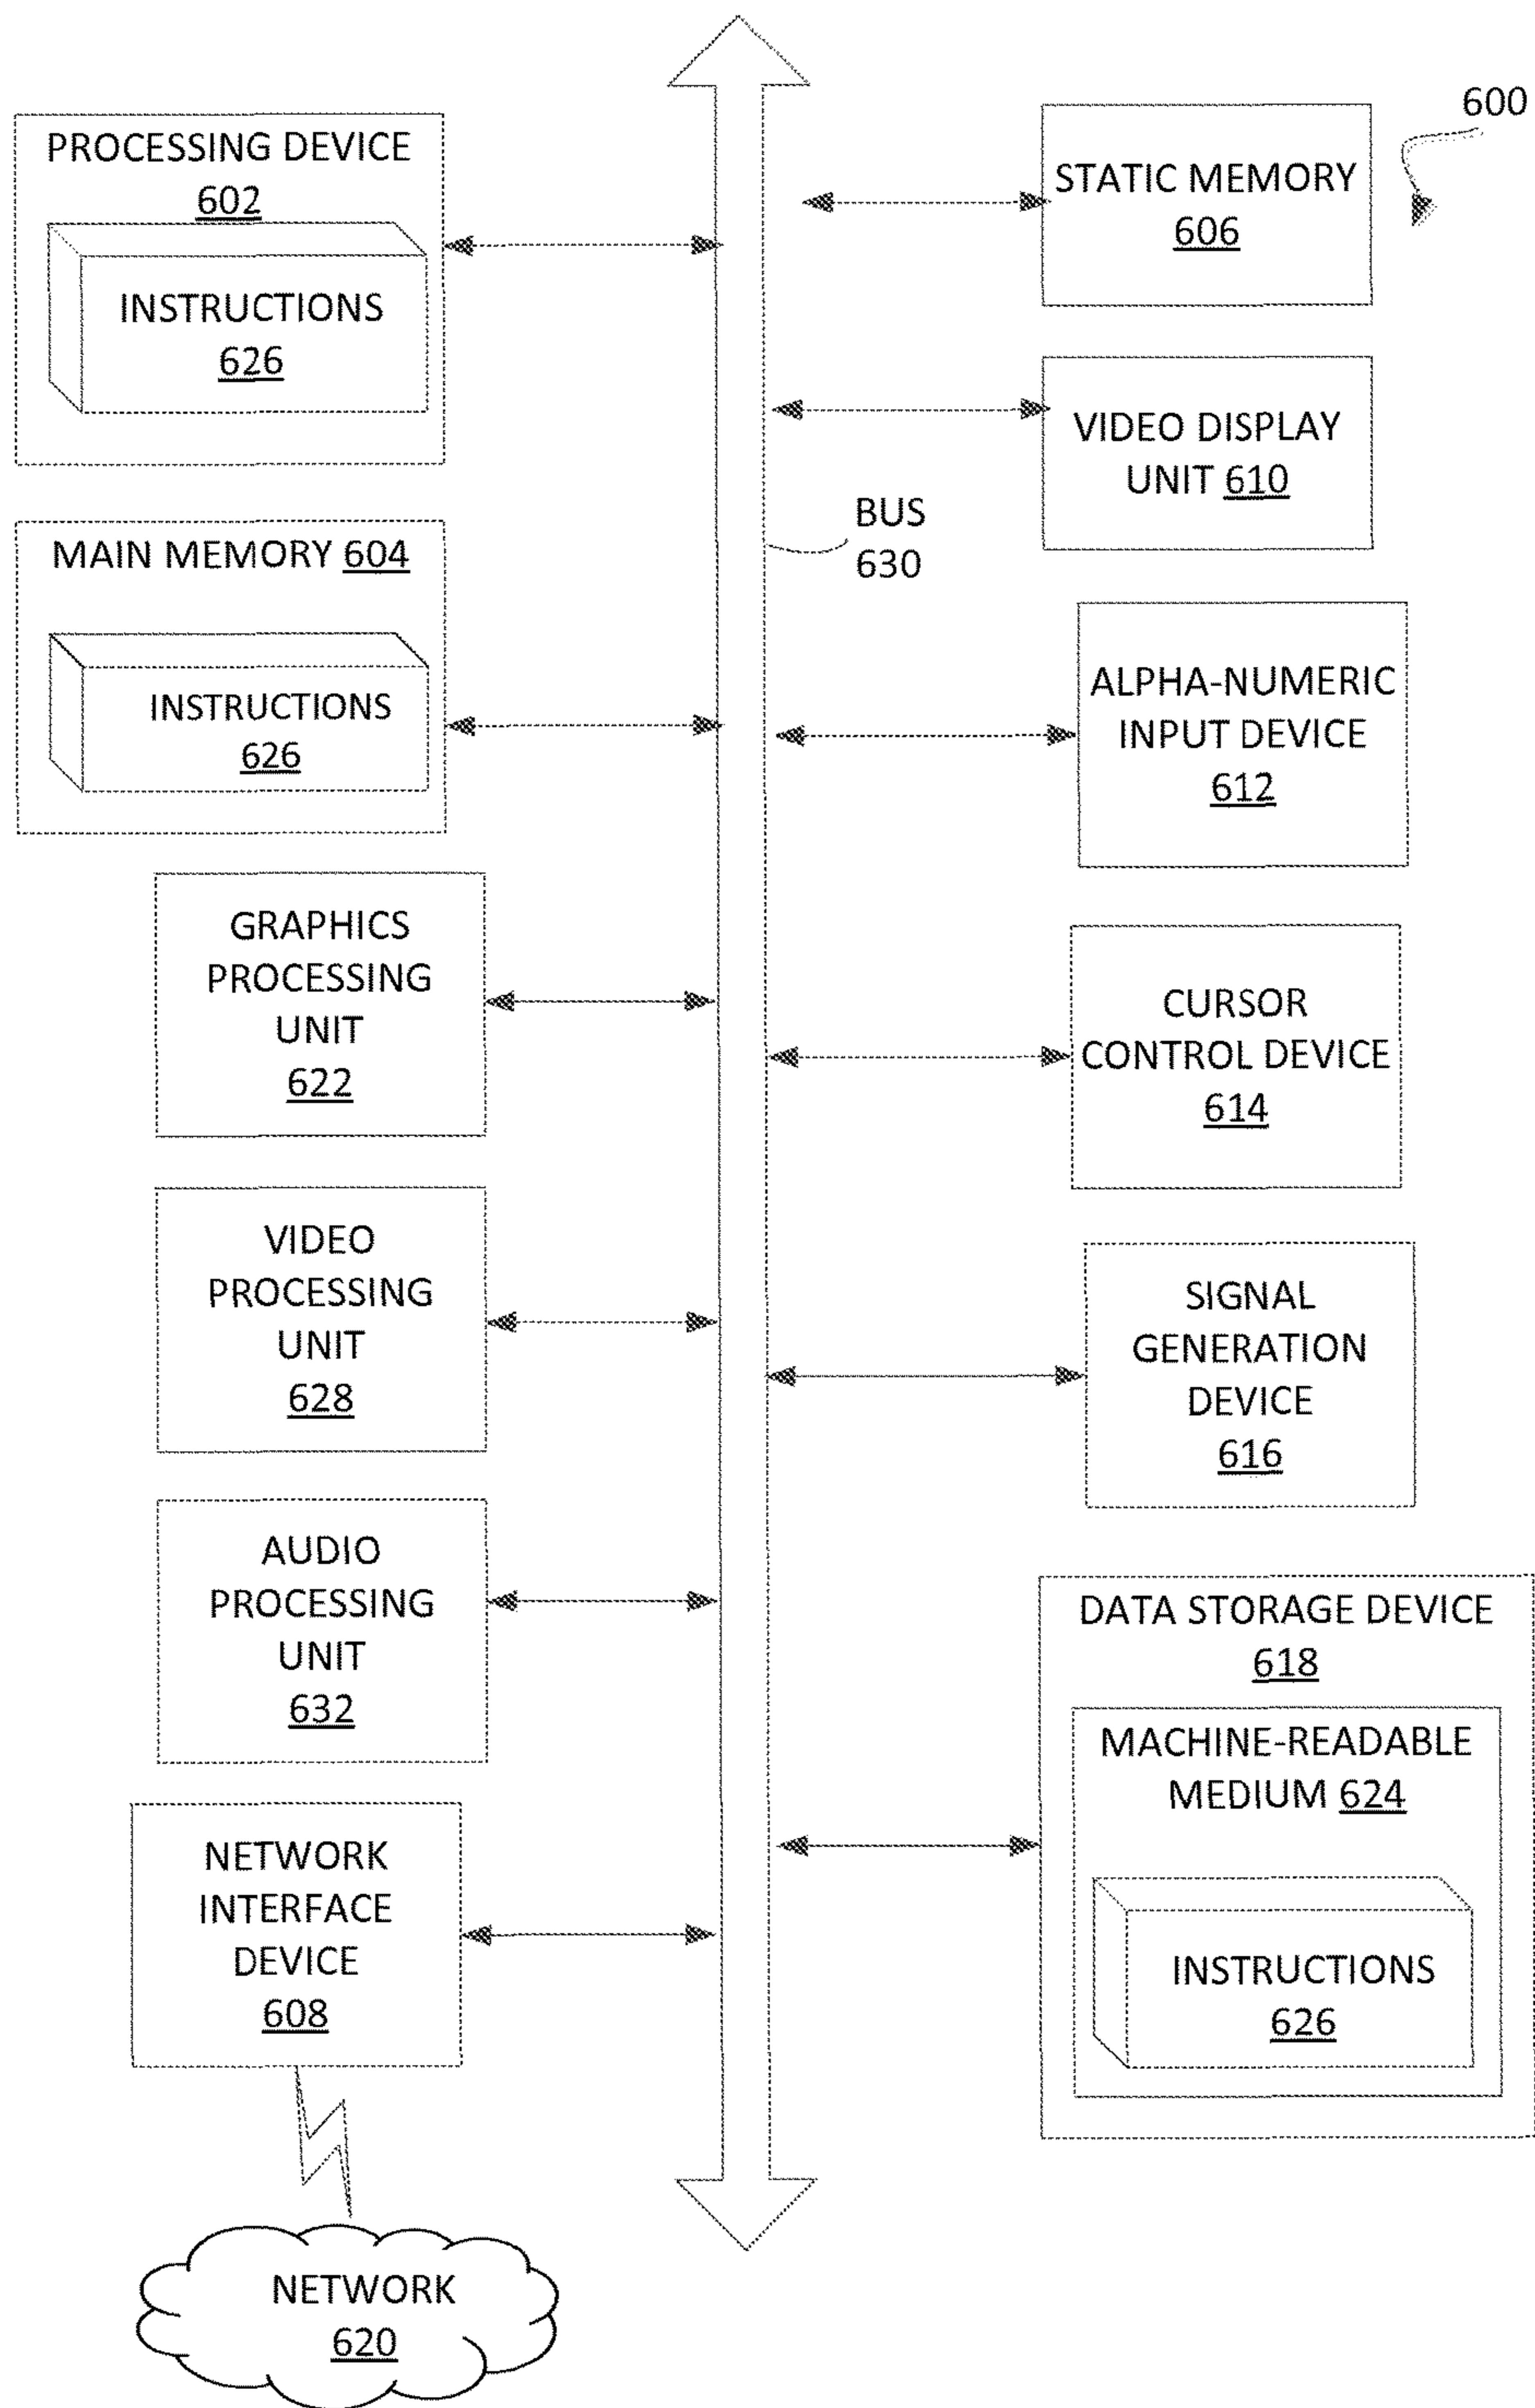 600
PROCESSING DEVICE
602
INSTRUCTIONS
626
MAIN MEMORY 604
INSTRUCTIONS
626
GRAPHICS
PROCESSING
UNIT
622
VIDEO
PROCESSING
UNIT
628
AUDIO
PROCESSING
UNIT
632
NETWORK
INTERFACE
DEVICE
608
NETWORK
620
BUS
630
STATIC MEMORY
606
VIDEO DISPLAY
UNIT 610
ALPHA-NUMERIC
INPUT DEVICE
612
CURSOR
CONTROL DEVICE
614
SIGNAL
GENERATION
DEVICE
616
DATA STORAGE DEVICE
618
MACHINE-READABLE
MEDIUM 624
INSTRUCTIONS
626